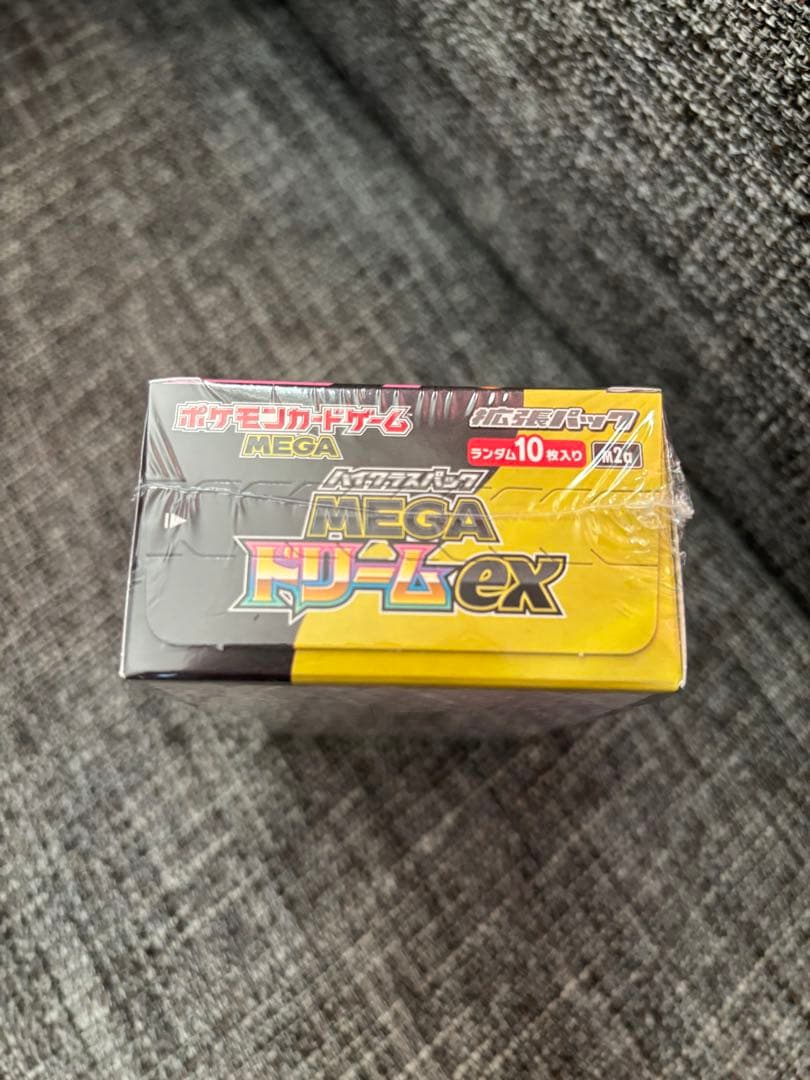 ポケモンカードゲーム
MEGA
拡張パック
ランダム10枚入り
M2a
ハイクラスパック
MEGA
ドリームex